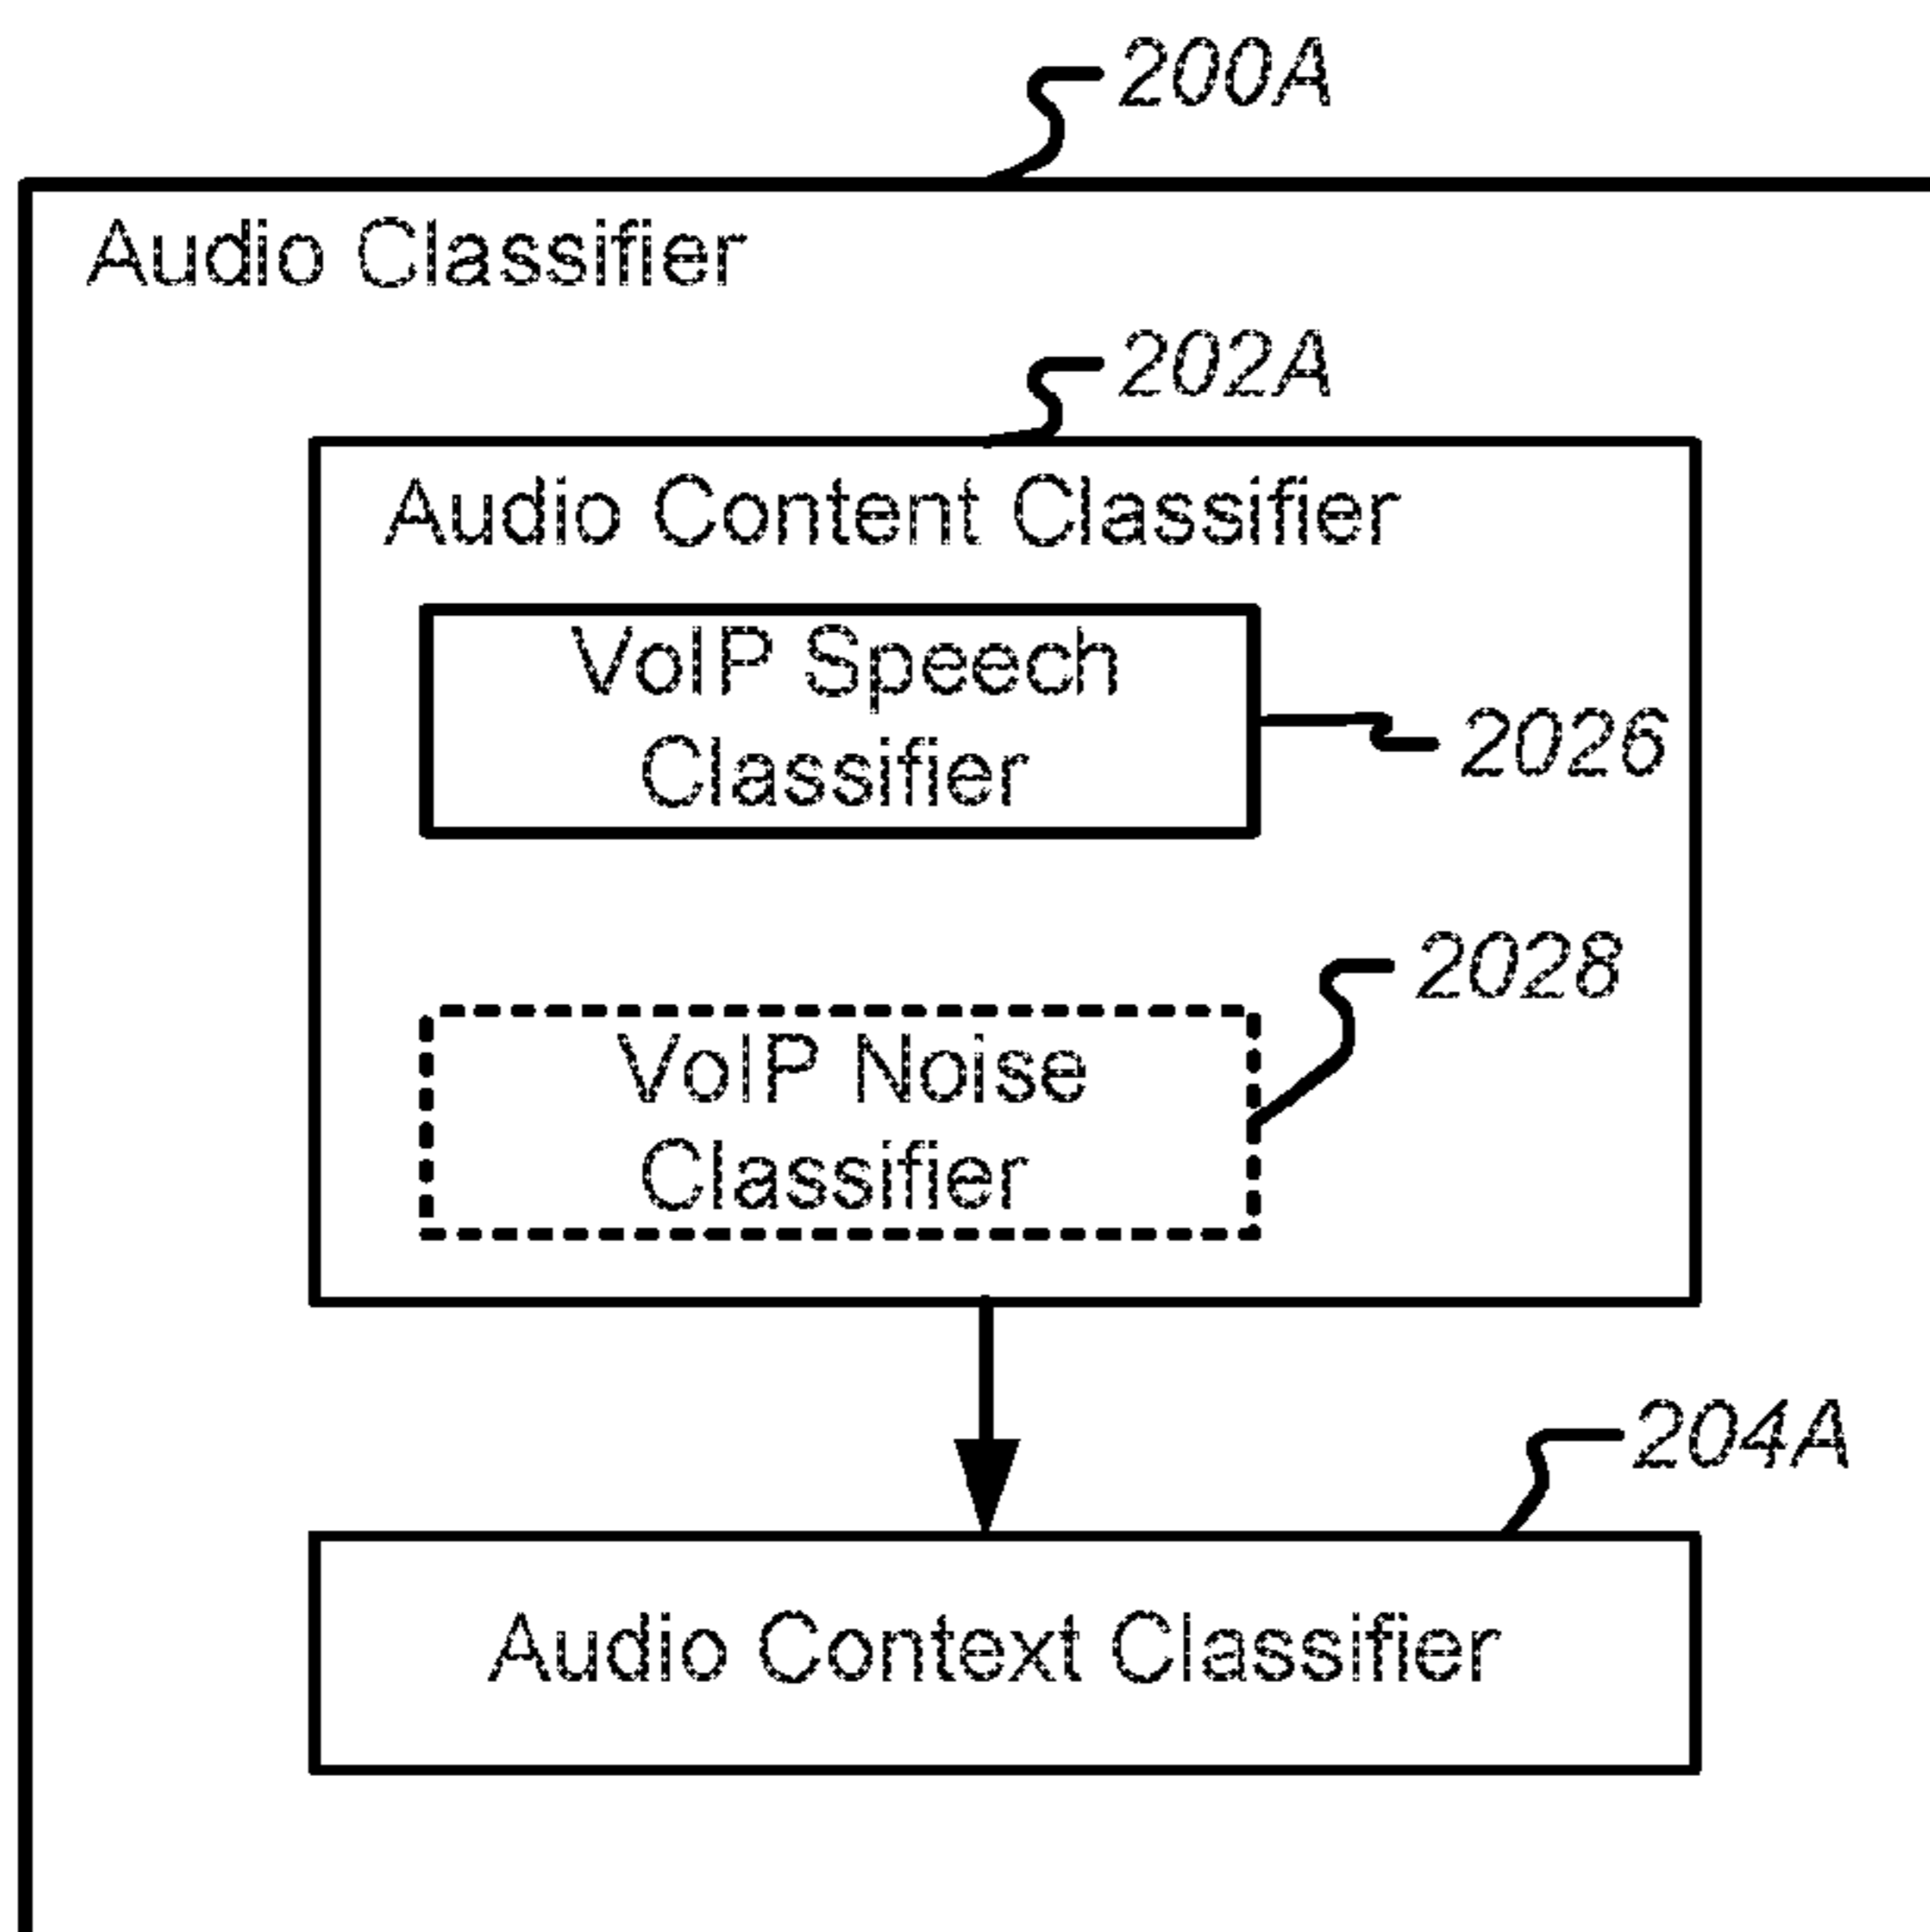 200A
Audio Classifier
202A
Audio Content Classifier
VoIP Speech
Classifier
2026
2028
VoIP Noise
Classifier
204A
Audio Context Classifier